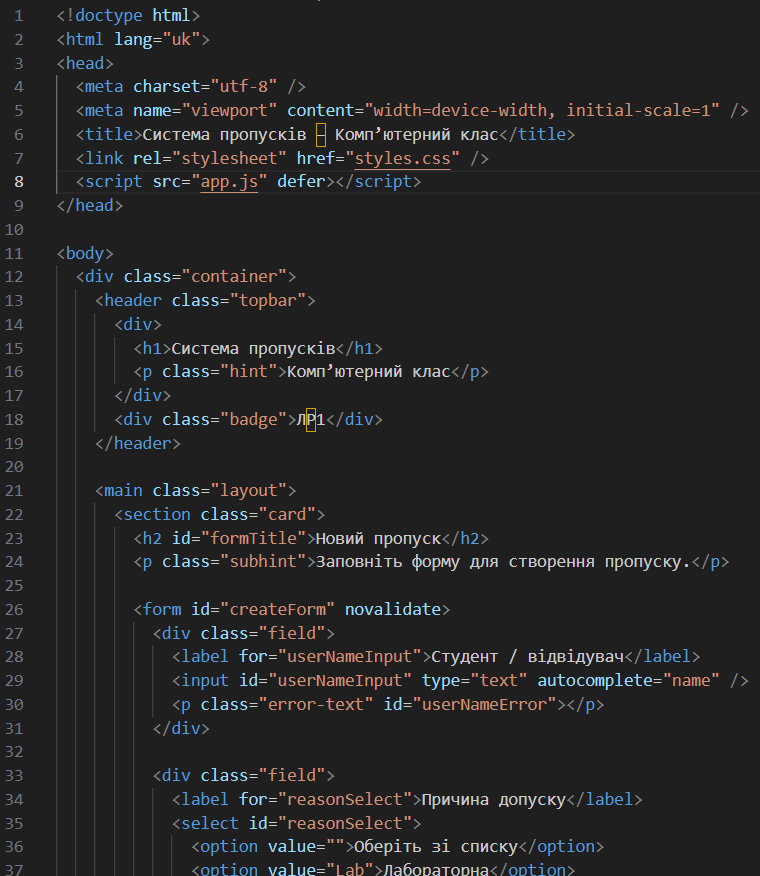 1 <!doctype html>
2 <html lang="uk">
3 <head>
4 <meta charset="utf-8" />
5 <meta name="viewport" content="width=device-width, initial-scale=1" />
6 <title>Система пропусків – Комп’ютерний клас</title>
7 <link rel="stylesheet" href="styles.css" />
8 <script src="app.js" defer></script>
9 </head>
10
11 <body>
12 <div class="container">
13 <header class="topbar">
14 <div>
15 <h1>Система пропусків</h1>
16 <p class="hint">Комп’ютерний клас</p>
17 </div>
18 <div class="badge">ЛР1</div>
19 </header>
20
21 <main class="layout">
22 <section class="card">
23 <h2 id="formTitle">Новий пропуск</h2>
24 <p class="subhint">Заповніть форму для створення пропуску.</p>
25
26 <form id="createForm" novalidate>
27 <div class="field">
28 <label for="userNameInput">Студент / відвідувач</label>
29 <input id="userNameInput" type="text" autocomplete="name" />
30 <p class="error-text" id="userNameError"></p>
31 </div>
32
33 <div class="field">
34 <label for="reasonSelect">Причина допуску</label>
35 <select id="reasonSelect">
36 <option value="">Оберіть зі списку</option>
37 <option value="Lab">Лабораторна</option>